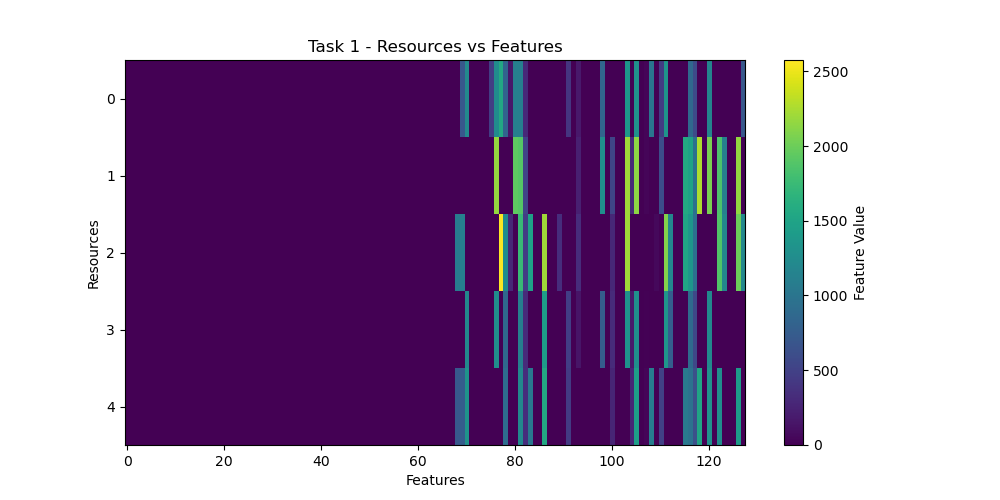 Task 1 - Resources vs Features
Resources
0
1
2
3
4
0 20 40 60 80 100 120
Features
2500
2000
1500
1000
500
0
Feature Value